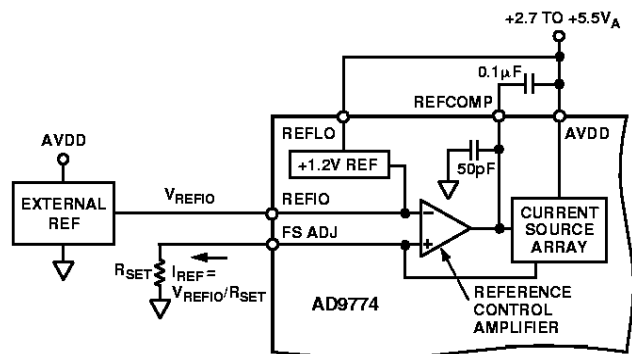 +2.7 TO +5.5VA
0.1μF
REFCOMP
AVDD
REFLO
AVDD
+1.2V REF
50pF
EXTERNAL
REF
VREFIO
REFIO
−
CURRENT
SOURCE
ARRAY
FS ADJ
+
RSET
IREF =
VREFIO/RSET
AD9774
REFERENCE
CONTROL
AMPLIFIER